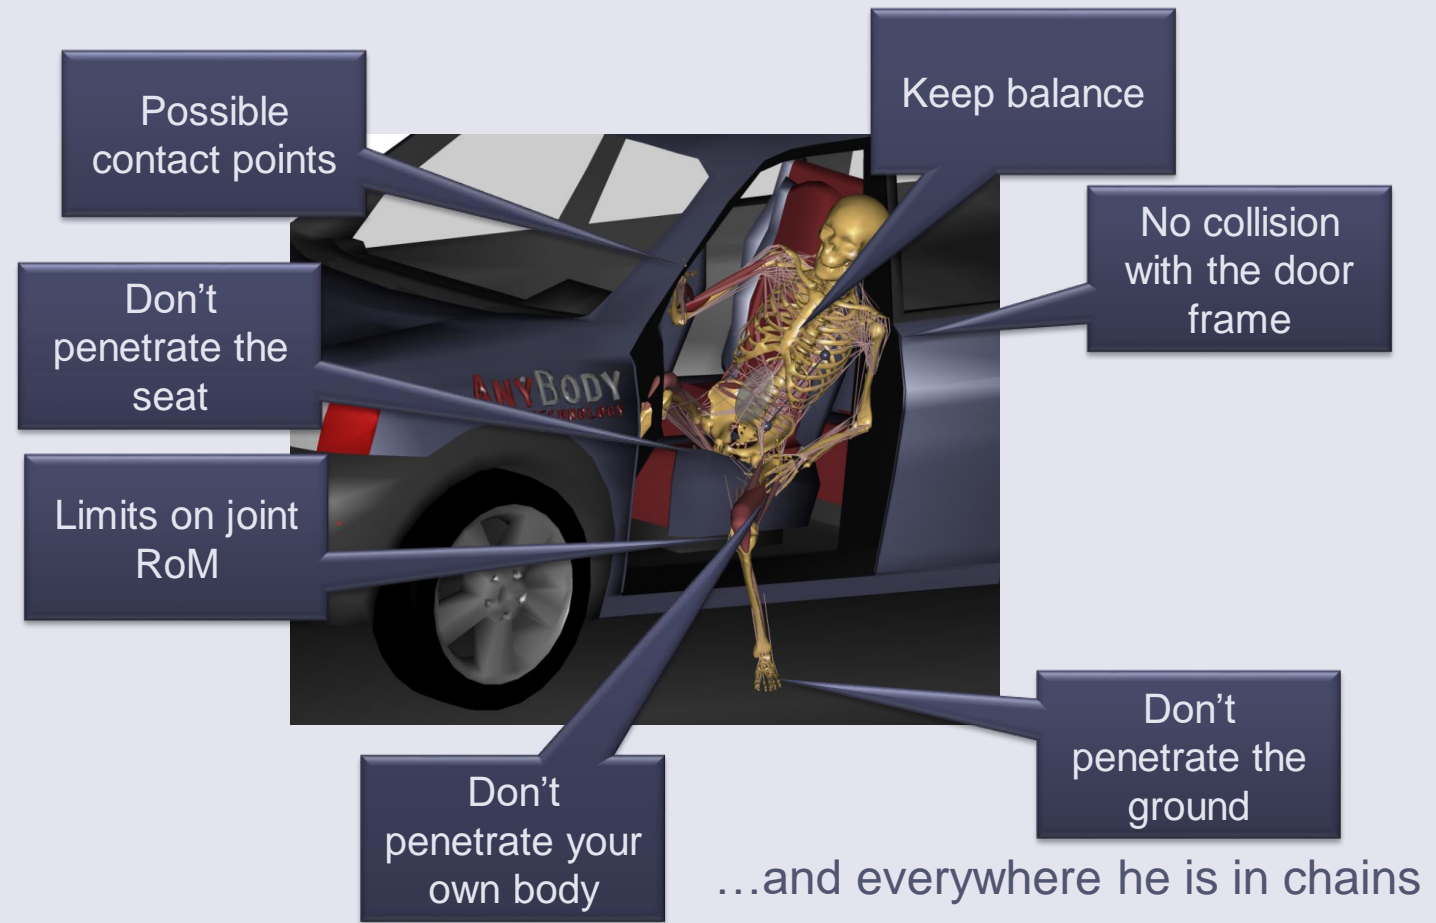 Possible
contact points
Keep balance
No collision
with the door
frame
Don’t
penetrate the
seat
ANYBODY
TECHNOLOGY
Limits on joint
RoM
Don’t
penetrate the
ground
Don’t
penetrate your
own body
…and everywhere he is in chains